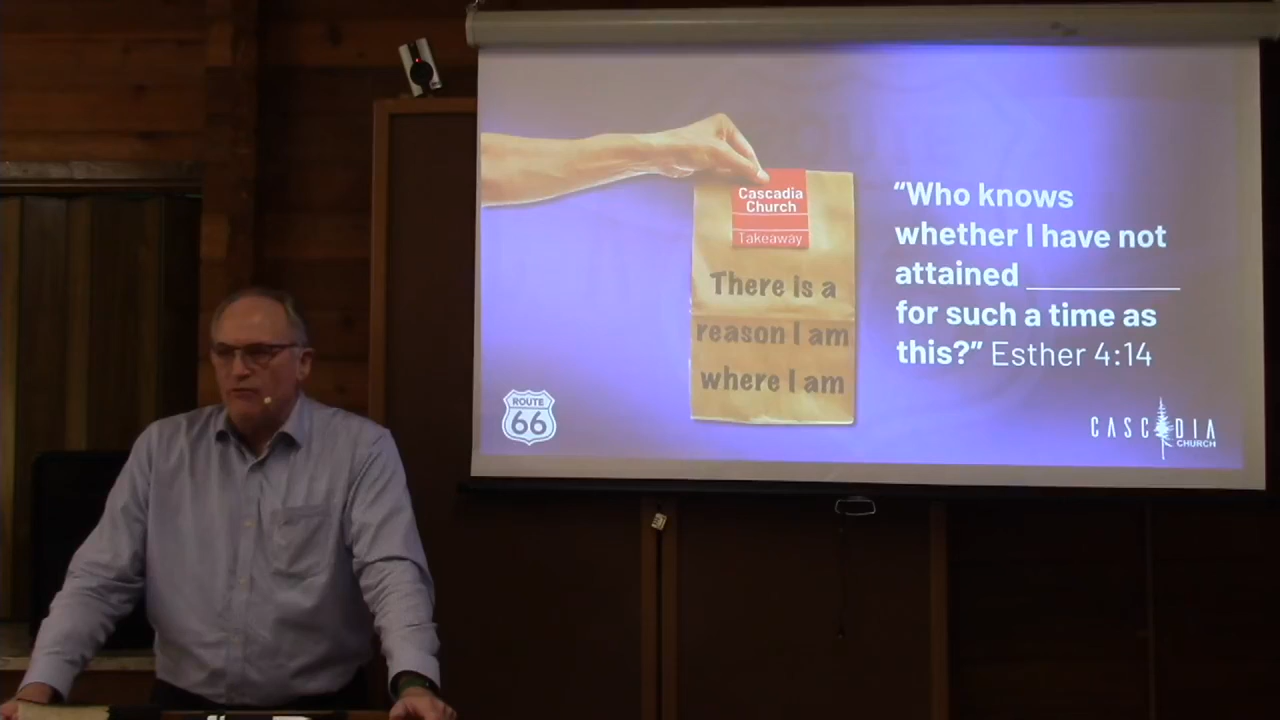 Cascadia
Church
Takeaway
There is a
reason I am
where I am
“Who knows
whether I have not
attained ____________
for such a time as
this?” Esther 4:14
ROUTE
66
CASCADIA
CHURCH